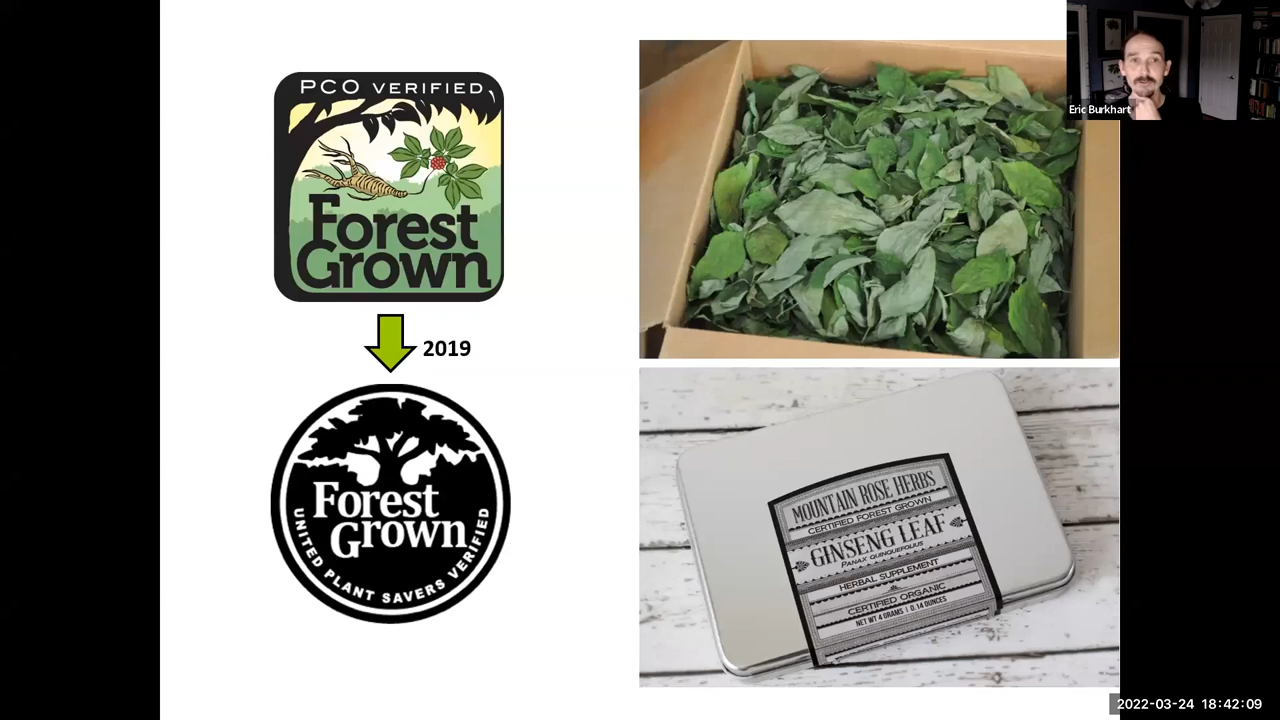 PCO VERIFIED
Forest
Grown
2019
Forest
Grown
UNITED PLANT SAVERS VERIFIED
MOUNTAIN ROSE HERBS
CERTIFIED FOREST GROWN
GINSENG LEAF
PANAX QUINQUEFOLIUS
HERBAL SUPPLEMENT
CERTIFIED ORGANIC
NET WT 4 GRAMS | 0.14 OUNCES
Eric Burkhart
2022-03-24 18:42:09